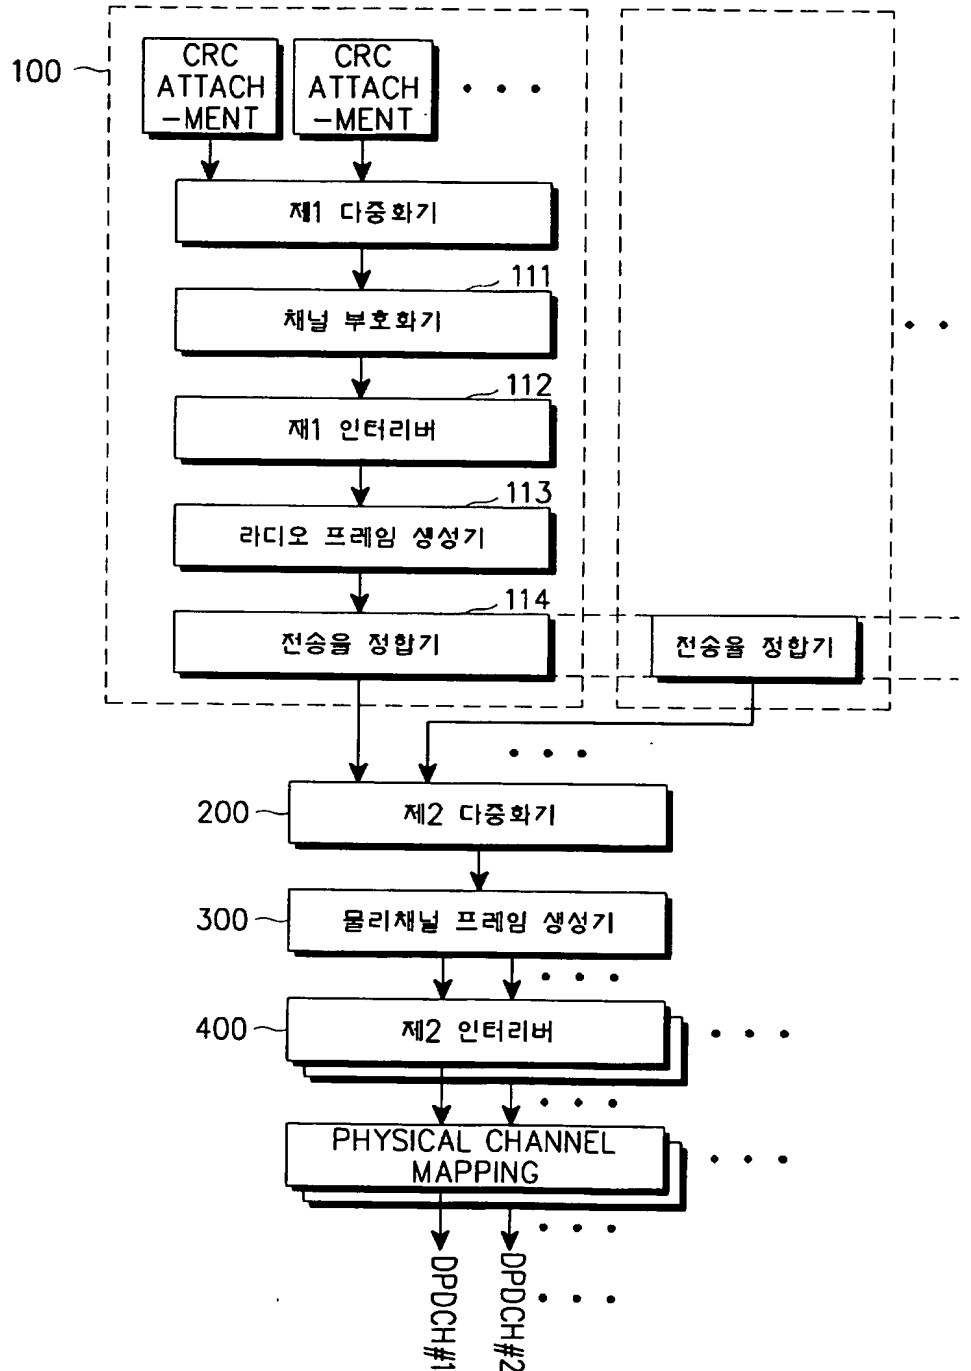 100
CRC
ATTACH
-MENT
CRC
ATTACH
-MENT
제1 다중화기
111
채널 부호화기
112
재1 인터리버
113
라디오 프레임 생성기
114
전송율 정합기
전송율 정합기
200
제2 다중화기
300
물리채널 프레임 생성기
400
제2 인터리버
PHYSICAL CHANNEL
MAPPING
DPDCH#1
DPDCH#2